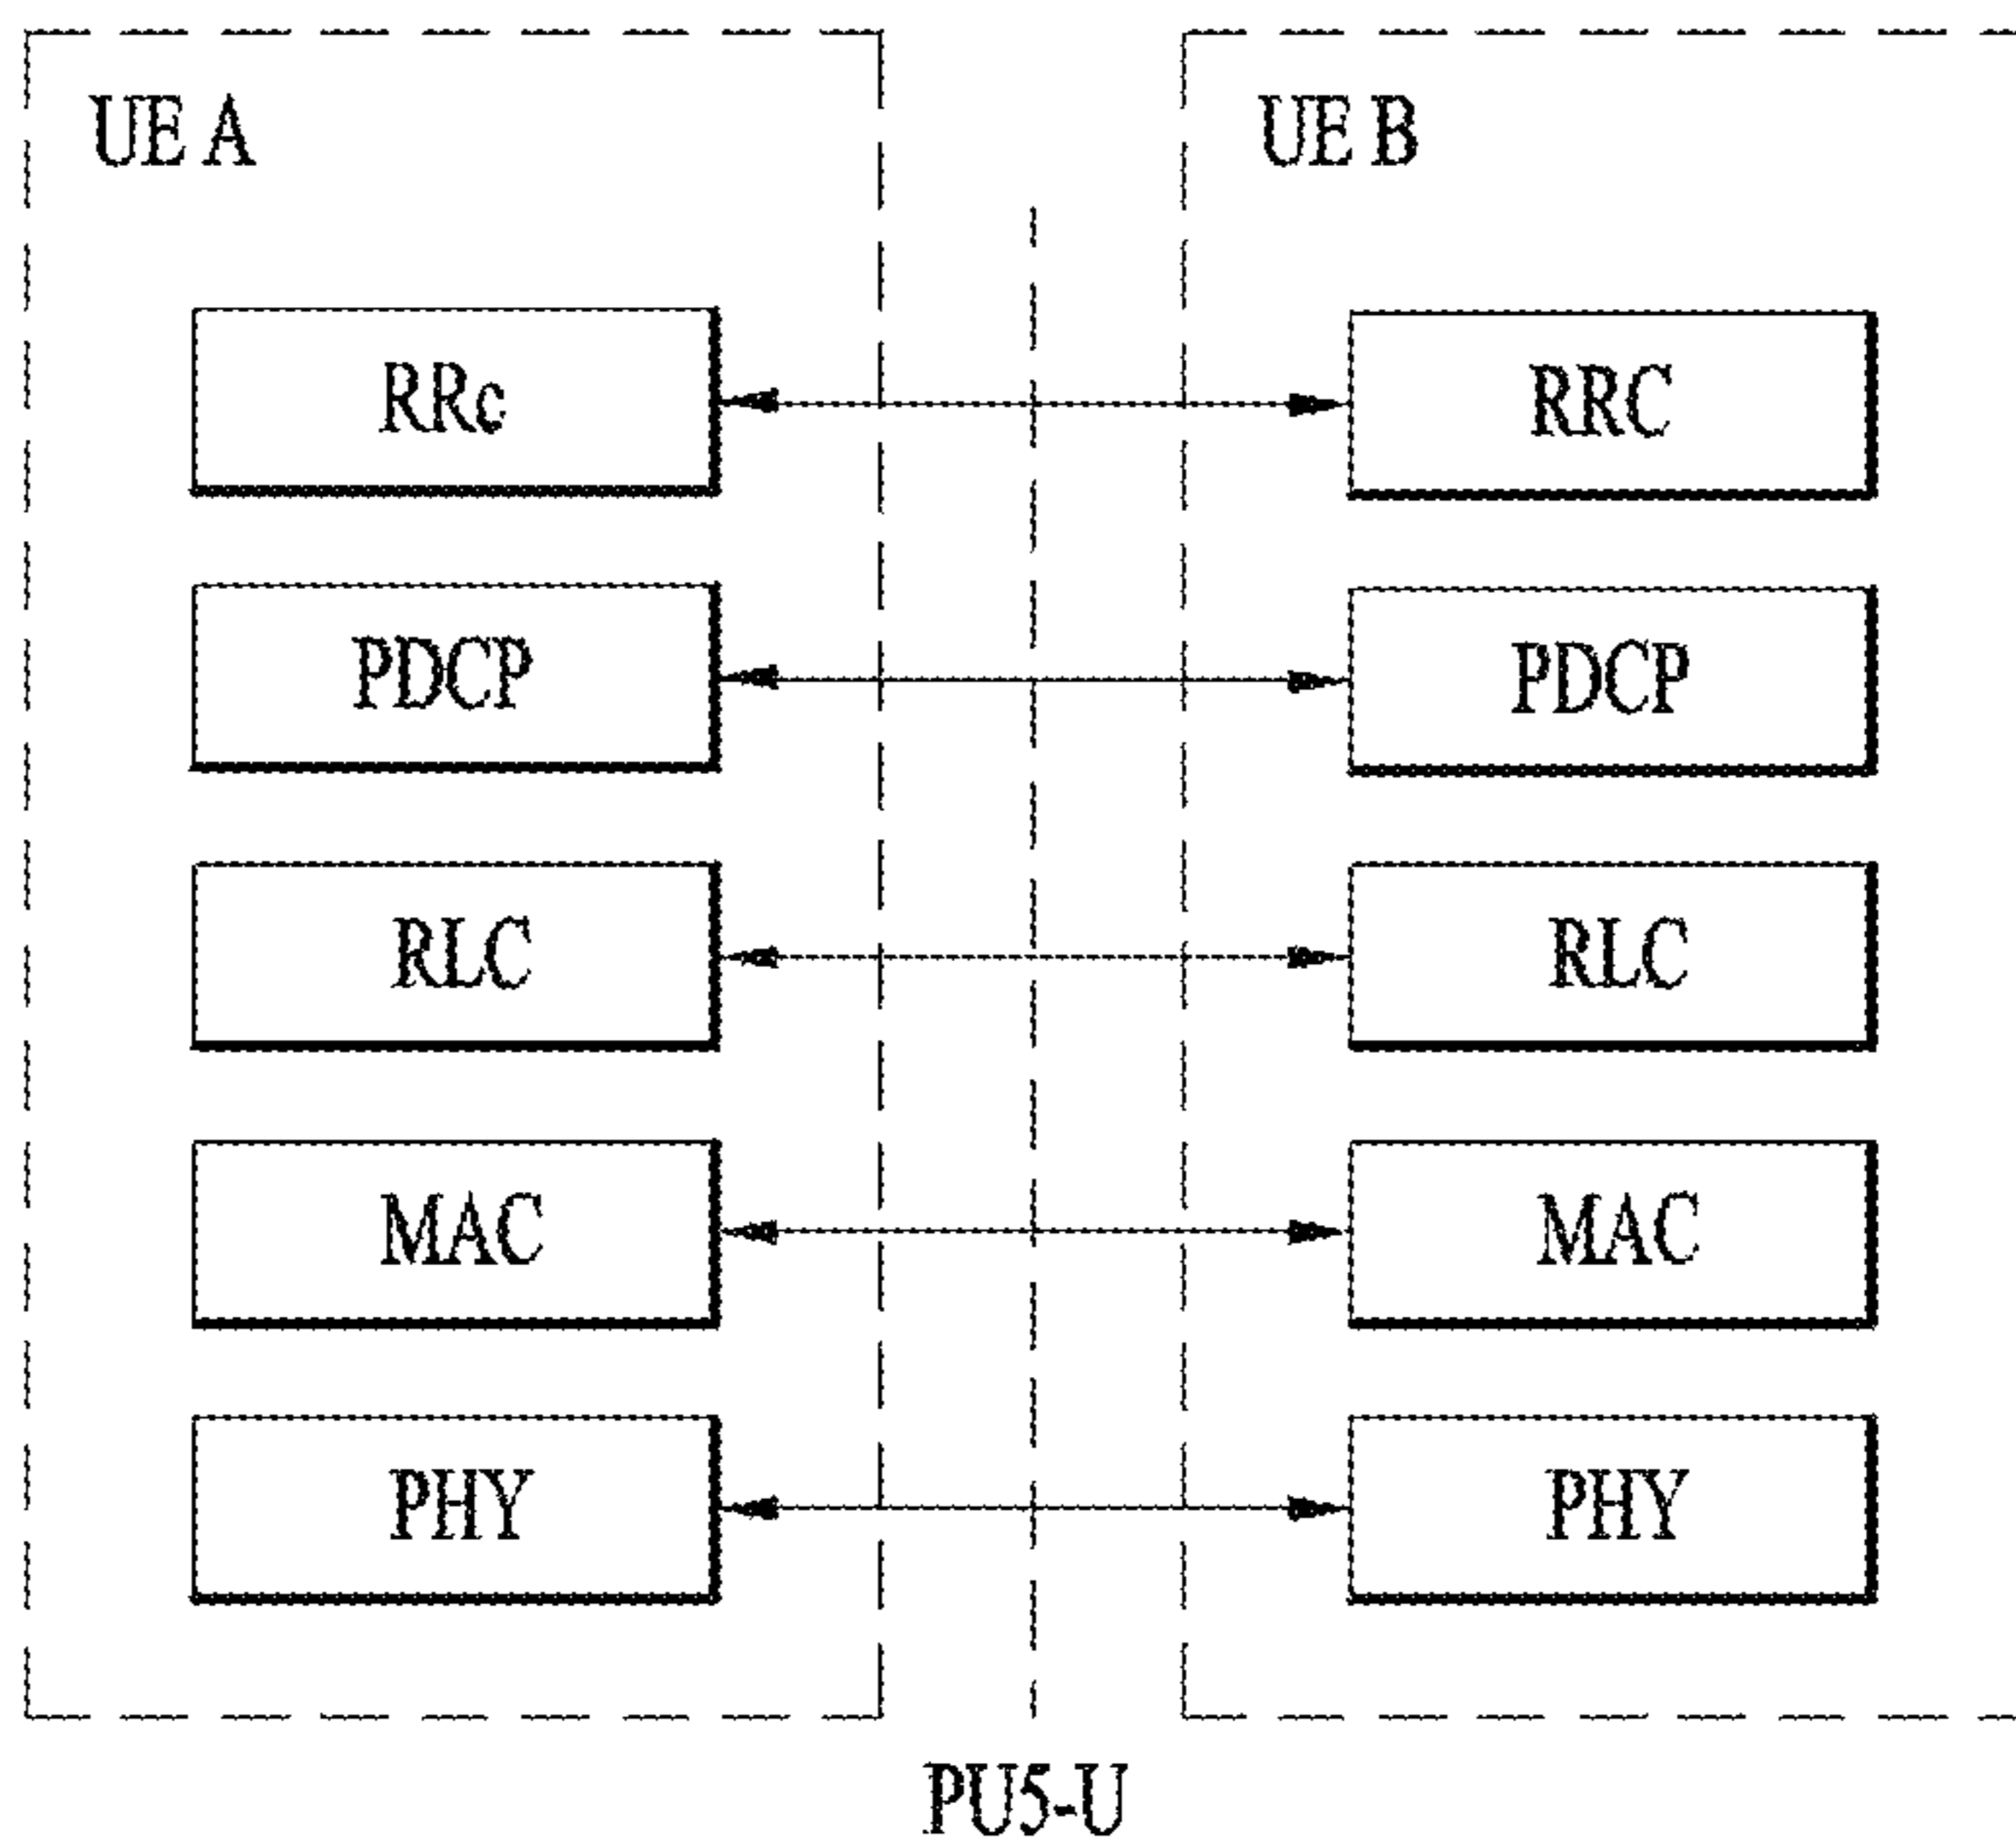 UE A
UE B
RRc
RRC
PDCP
PDCP
RLC
RLC
MAC
MAC
PHY
PHY
PU5-U